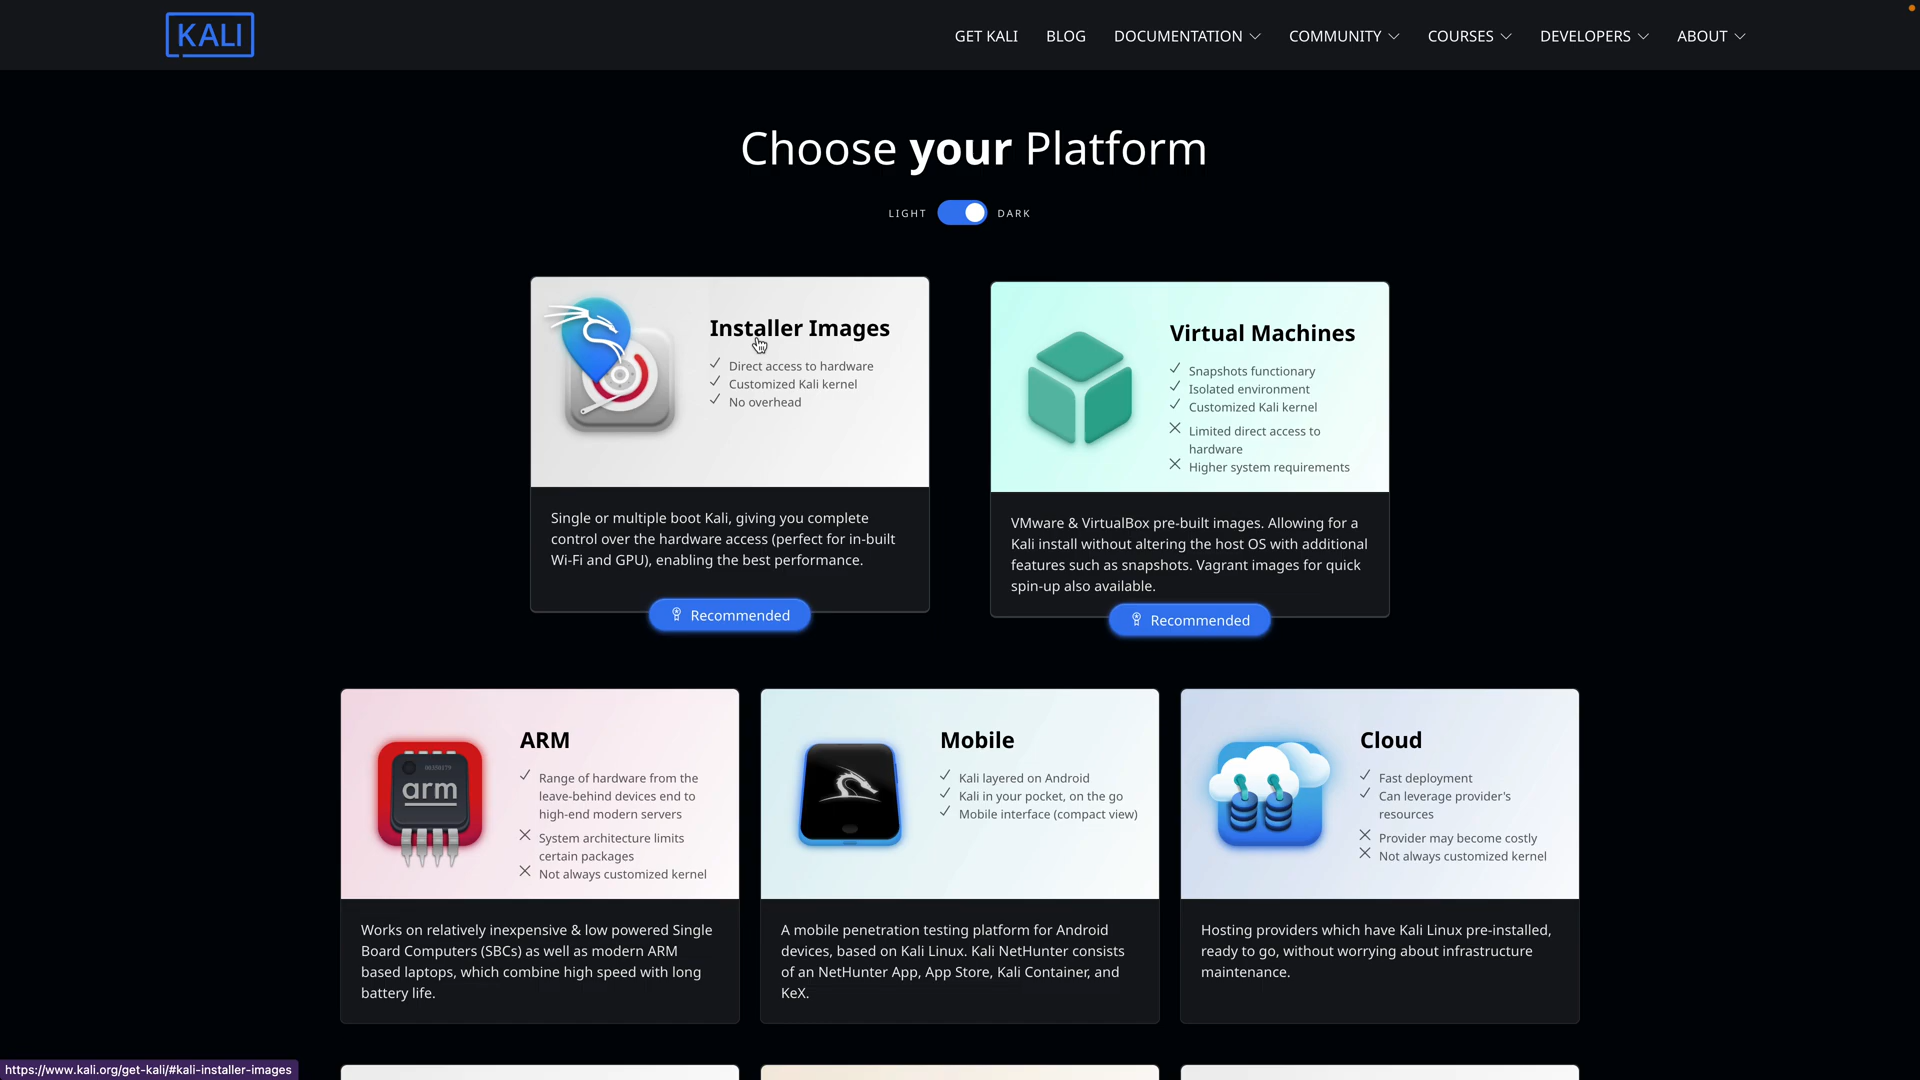 KALI
GET KALI
BLOG
DOCUMENTATION
COMMUNITY
COURSES
DEVELOPERS
ABOUT
Choose your Platform
LIGHT
DARK
Installer Images
Direct access to hardware
Customized Kali kernel
No overhead
Single or multiple boot Kali, giving you complete
control over the hardware access (perfect for in-built
Wi-Fi and GPU), enabling the best performance.
Recommended
Virtual Machines
Snapshots functionary
Isolated environment
Customized Kali kernel
Limited direct access to
hardware
Higher system requirements
VMware & VirtualBox pre-built images. Allowing for a
Kali install without altering the host OS with additional
features such as snapshots. Vagrant images for quick
spin-up also available.
Recommended
00350179
arm
ARM
Range of hardware from the
leave-behind devices end to
high-end modern servers
System architecture limits
certain packages
Not always customized kernel
Works on relatively inexpensive & low powered Single
Board Computers (SBCs) as well as modern ARM
based laptops, which combine high speed with long
battery life.
Mobile
Kali layered on Android
Kali in your pocket, on the go
Mobile interface (compact view)
A mobile penetration testing platform for Android
devices, based on Kali Linux. Kali NetHunter consists
of an NetHunter App, App Store, Kali Container, and
KeX.
Cloud
Fast deployment
Can leverage provider's
resources
Provider may become costly
Not always customized kernel
Hosting providers which have Kali Linux pre-installed,
ready to go, without worrying about infrastructure
maintenance.
https://www.kali.org/get-kali/#kali-installer-images